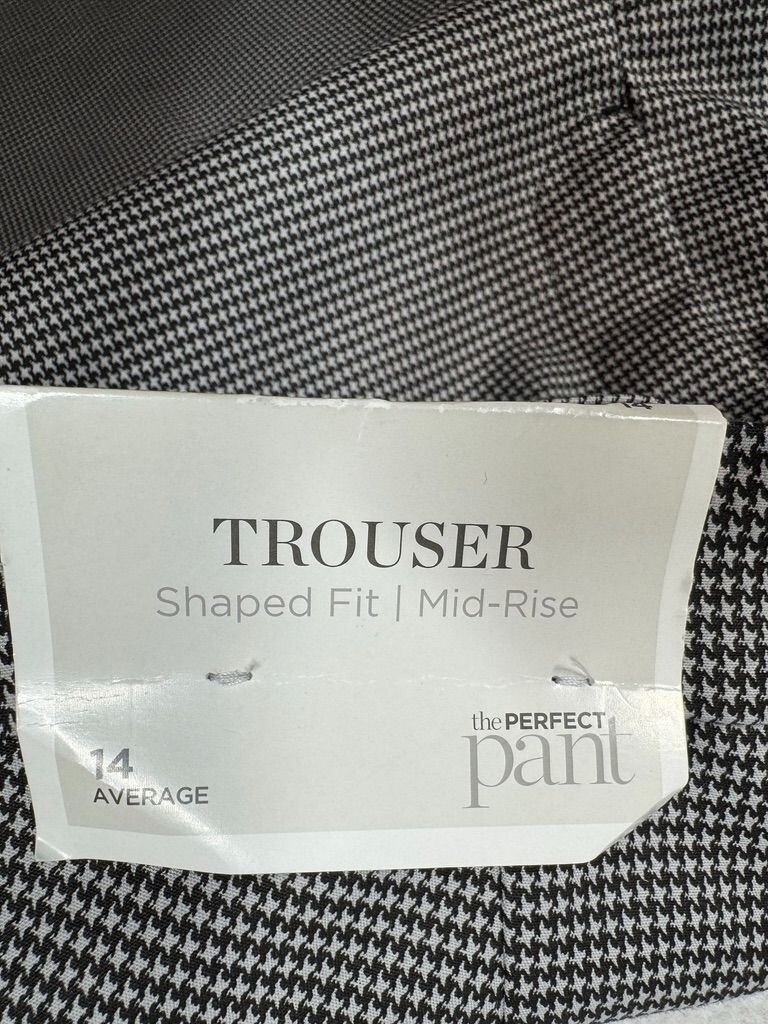 TROUSER
Shaped Fit | Mid-Rise
14
AVERAGE
the PERFECT
pant